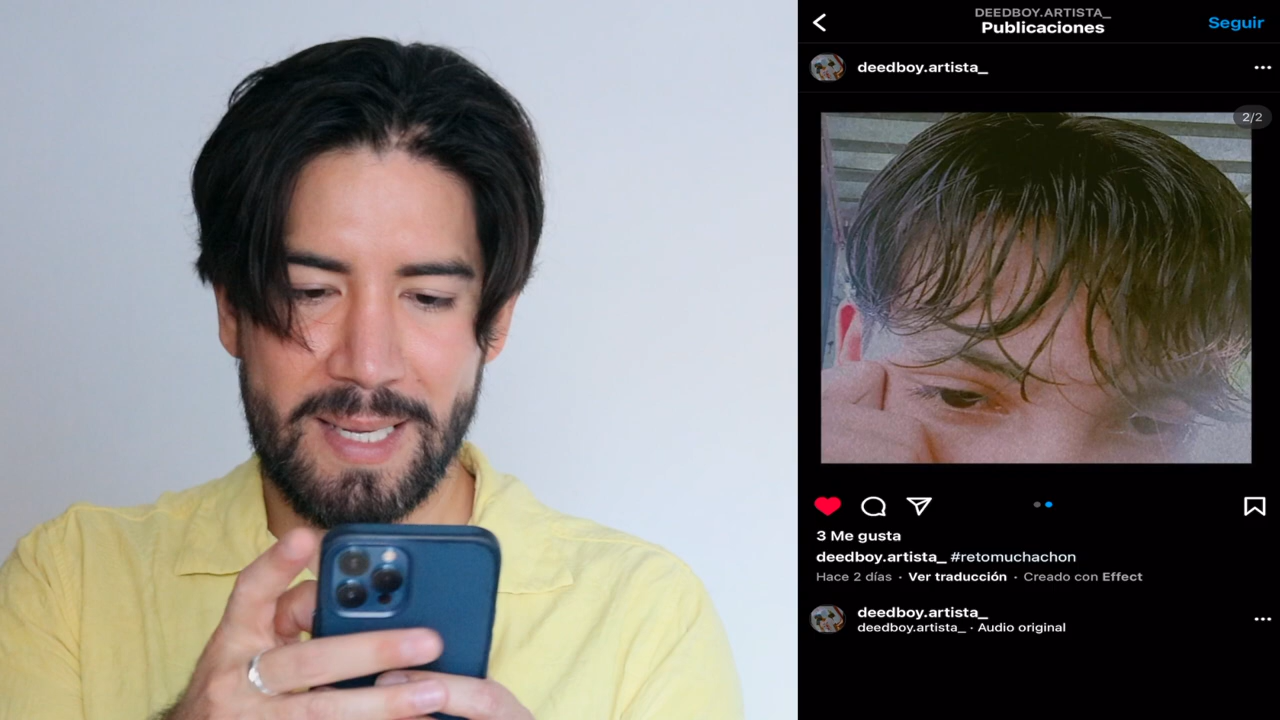 DEEDBOY.ARTISTA_
Publicaciones
Seguir
deedboy.artista_
2/2
3 Me gusta
deedboy.artista_ #retomuchachon
Hace 2 días · Ver traducción · Creado con Effect
deedboy.artista_
deedboy.artista_ · Audio original